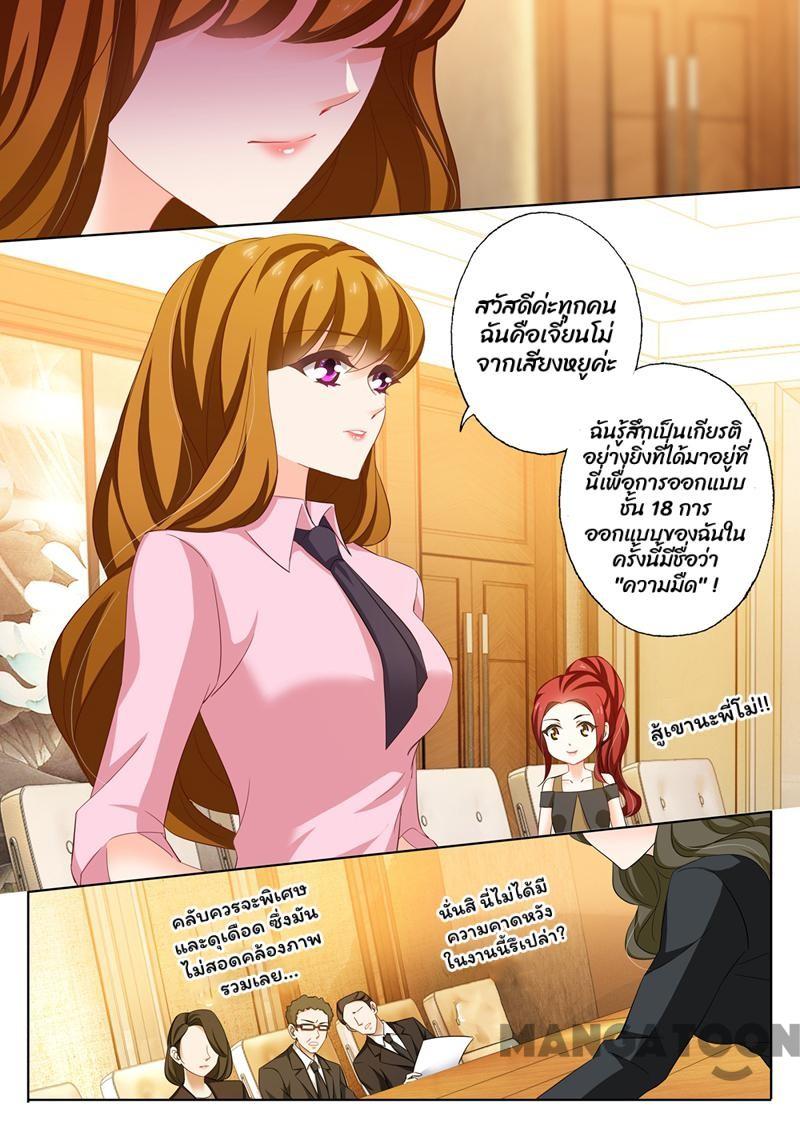 สวัสดีค่ะทุกคน
ฉันคือเจี่ยนโม่
จากเสียงหยูค่ะ
ฉันรู้สึกเป็นเกียรติ
อย่างยิ่งที่ได้มาอยู่ที่
นี่เพื่อการออกแบบ
ชั้น 18 การ
ออกแบบของฉันใน
ครั้งนี้มีชื่อว่า
"ความมืด" !
สู้เขานะพี่โม่!!
คลับควรจะพิเศษ
และดุเดือด ซึ่งมัน
ไม่สอดคล้องภาพ
รวมเลย...
นั่นสิ นี่ไม่ได้มี
ความคาดหวัง
ในงานนี้รึเปล่า?
MANGATOON